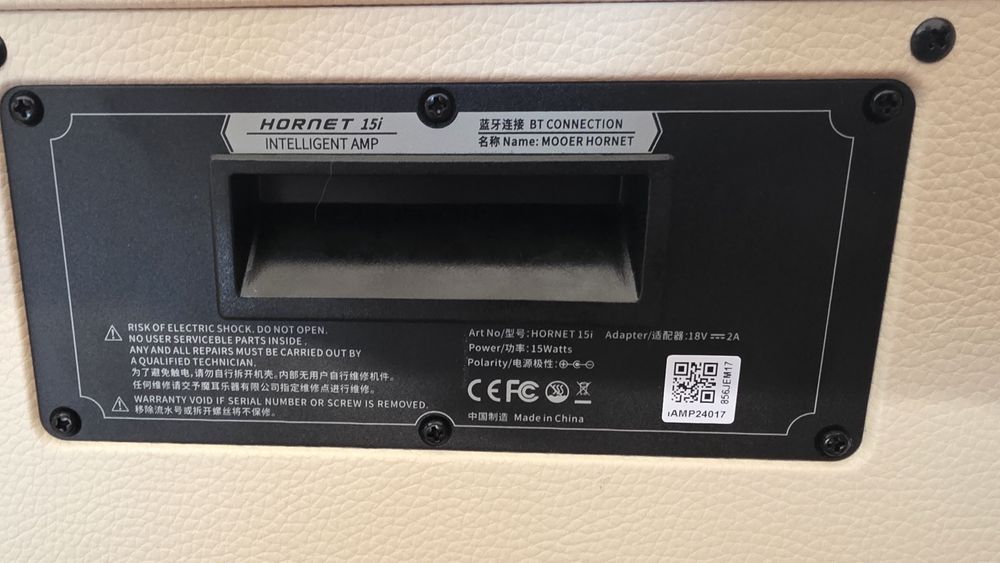 HORNET 15i
INTELLIGENT AMP
蓝牙连接 BT CONNECTION
名称 Name: MOOER HORNET
RISK OF ELECTRIC SHOCK. DO NOT OPEN.
NO USER SERVICEBLE PARTS INSIDE ,
ANY AND ALL REPAIRS MUST BE CARRIED OUT BY
A QUALIFIED TECHNICIAN.
为了避免触电,请勿自行拆开机壳。内部无用户自行维修机件。
任何维修请交予魔耳乐器有限公司指定维修点进行维修。
WARRANTY VOID IF SERIAL NUMBER OR SCREW IS REMOVED.
移除流水号或拆开螺丝将不保修。
Art No/型号: HORNET 15i Adapter/适配器:18V⎓2A
Power/功率: 15Watts
Polarity/电源极性:
CE FC
中国制造 Made in China
856JEM17
iAMP24017